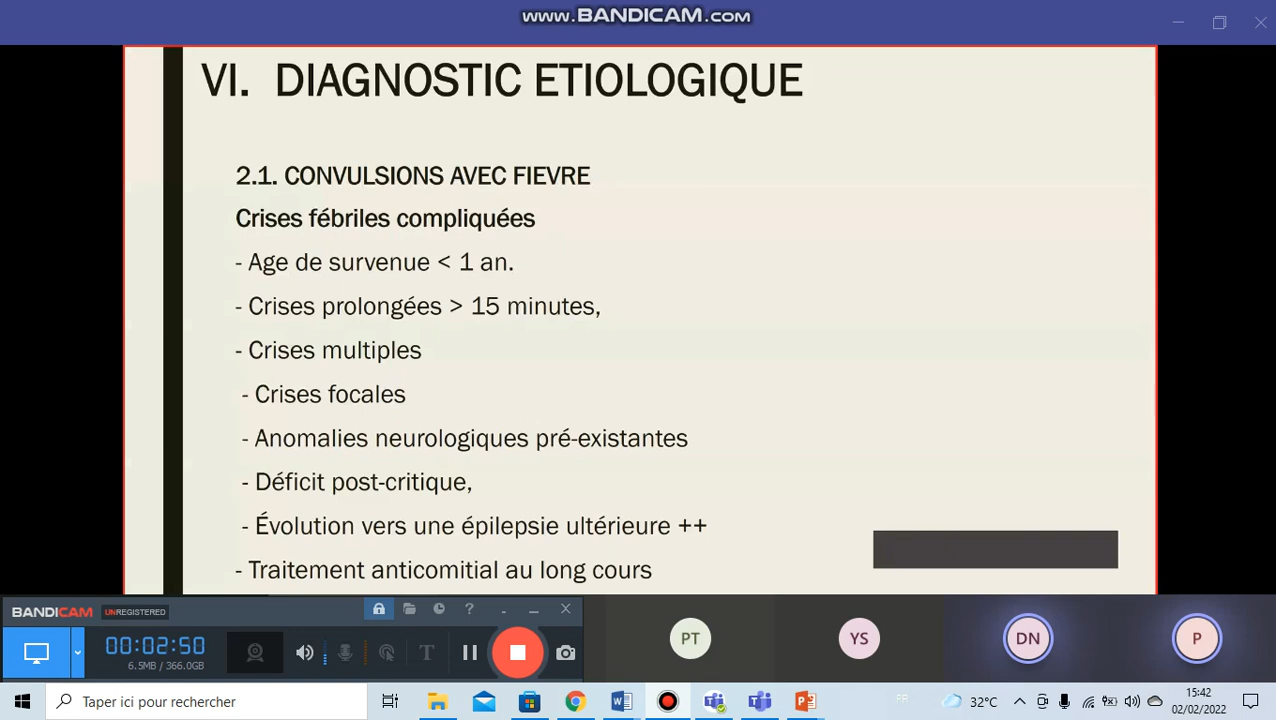 www.BANDICAM.com
VI. DIAGNOSTIC ETIOLOGIQUE
2.1. CONVULSIONS AVEC FIEVRE
Crises fébriles compliquées
- Age de survenue < 1 an.
- Crises prolongées > 15 minutes,
- Crises multiples
- Crises focales
- Anomalies neurologiques pré-existantes
- Déficit post-critique,
- Évolution vers une épilepsie ultérieure ++
- Traitement anticomitial au long cours
BANDICAM UNREGISTERED
00:02:50
6.5MB / 366.0GB
PT YS DN P
Taper ici pour rechercher
FR 32°C 15:42
02/02/2022